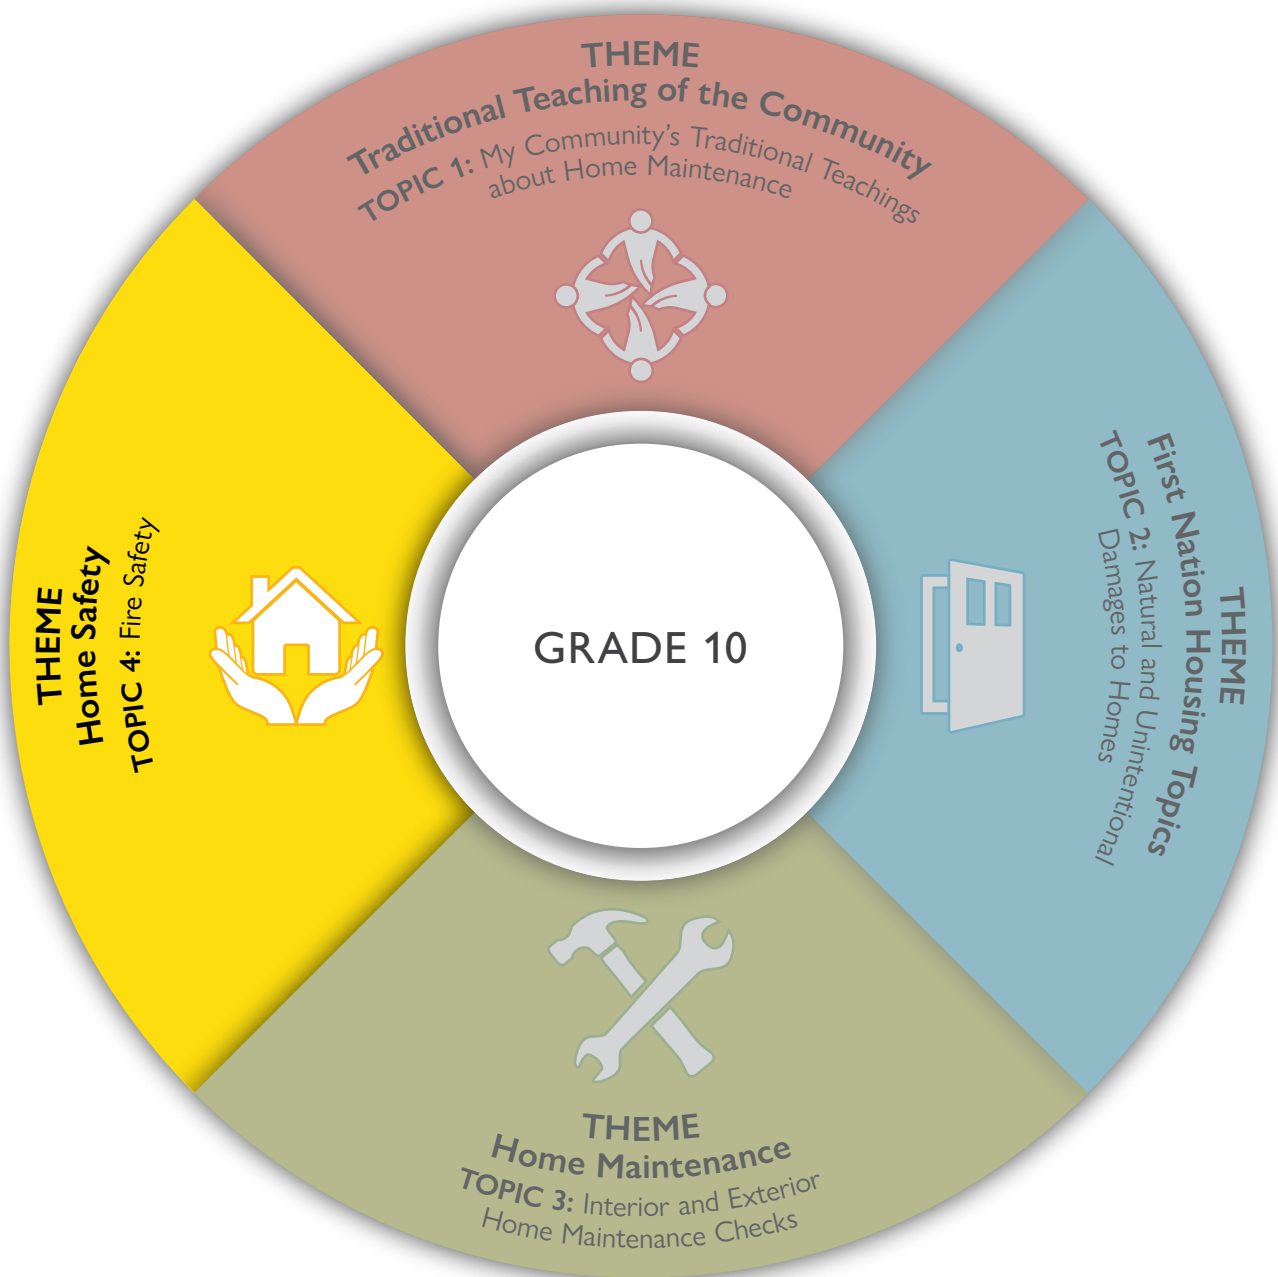 THEME
Traditional Teaching of the Community
TOPIC 1: My Community's Traditional Teachings
about Home Maintenance
THEME
First Nation Housing Topics
TOPIC 2: Natural and Unintentional
Damages to Homes
THEME
Home Maintenance
TOPIC 3: Interior and Exterior
Home Maintenance Checks
THEME
Home Safety
TOPIC 4: Fire Safety
GRADE 10